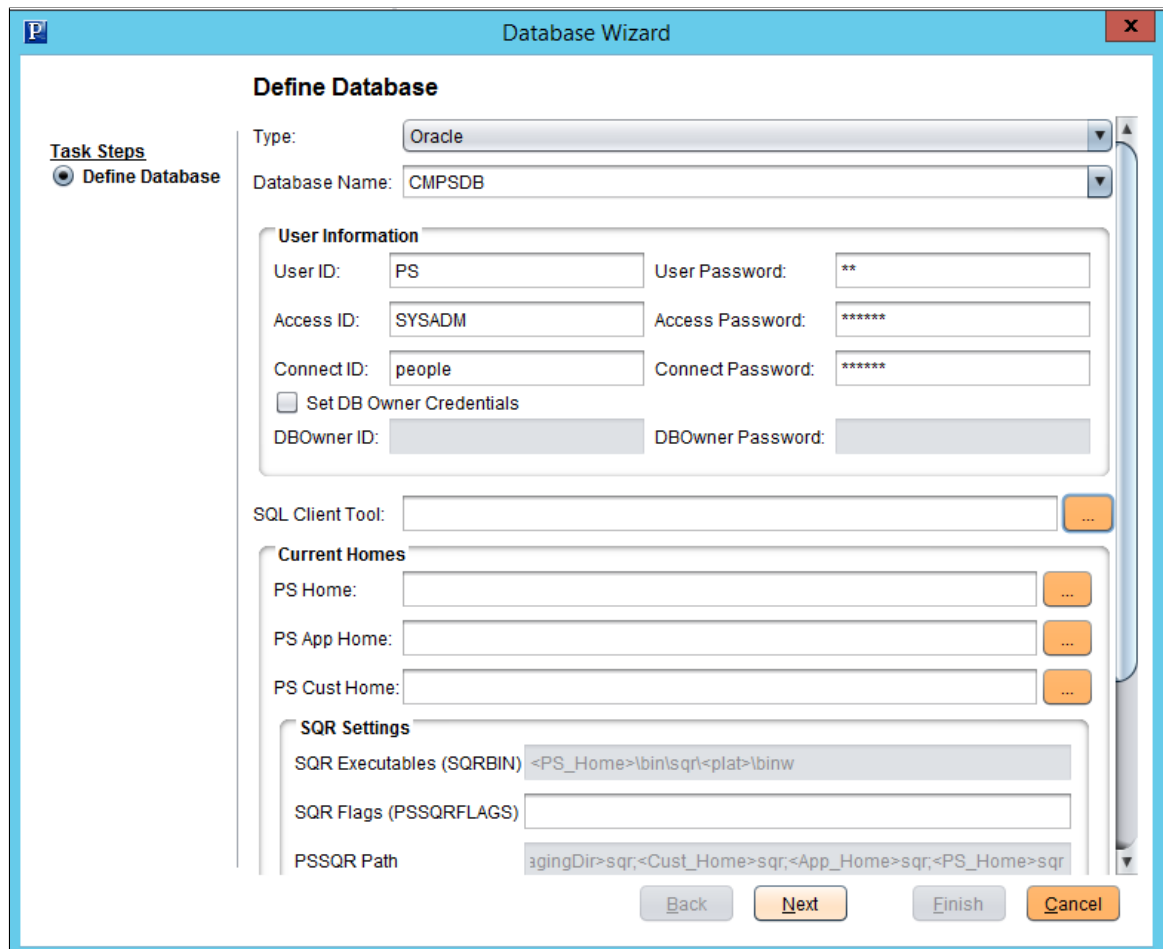 P
Database Wizard
x
Define Database
Task Steps
Define Database
Type: Oracle
Database Name: CMPSDB
User Information
User ID: PS User Password: **
Access ID: SYSADM Access Password: ******
Connect ID: people Connect Password: ******
Set DB Owner Credentials
DBOwner ID: DBOwner Password:
SQL Client Tool: ...
Current Homes
PS Home: ...
PS App Home: ...
PS Cust Home: ...
SQR Settings
SQR Executables (SQRBIN) <PS_Home>\bin\sqr\<plat>\binw
SQR Flags (PSSQRFLAGS)
PSSQR Path agingDir>sqr;<Cust_Home>sqr;<App_Home>sqr;<PS_Home>sqr
Back Next Finish Cancel